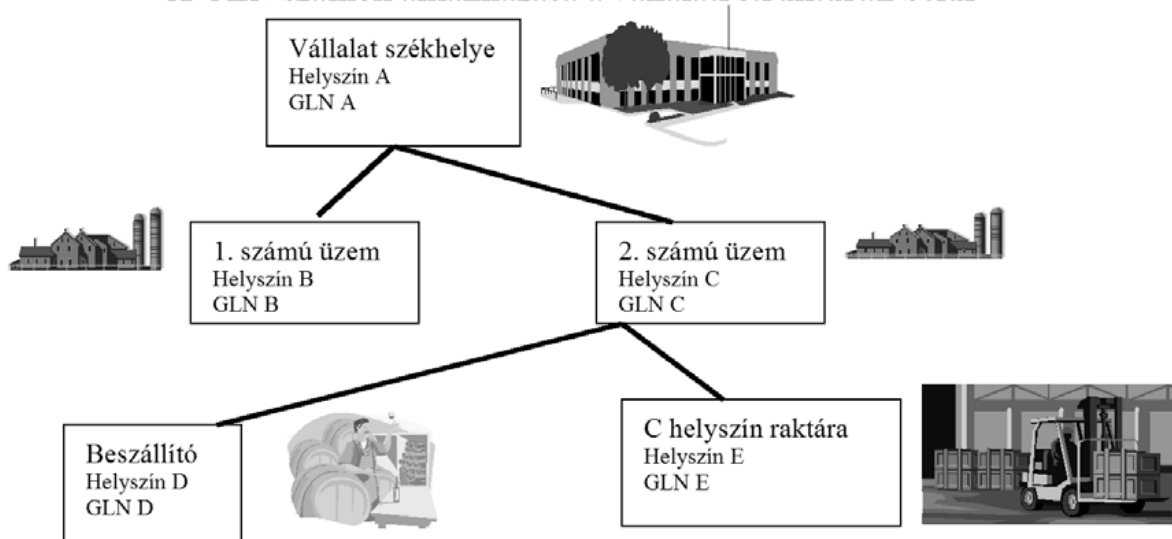 Vállalat székhelye
Helyszín A
GLN A
1. számú üzem
Helyszín B
GLN B
2. számú üzem
Helyszín C
GLN C
Beszállító
Helyszín D
GLN D
C helyszín raktára
Helyszín E
GLN E